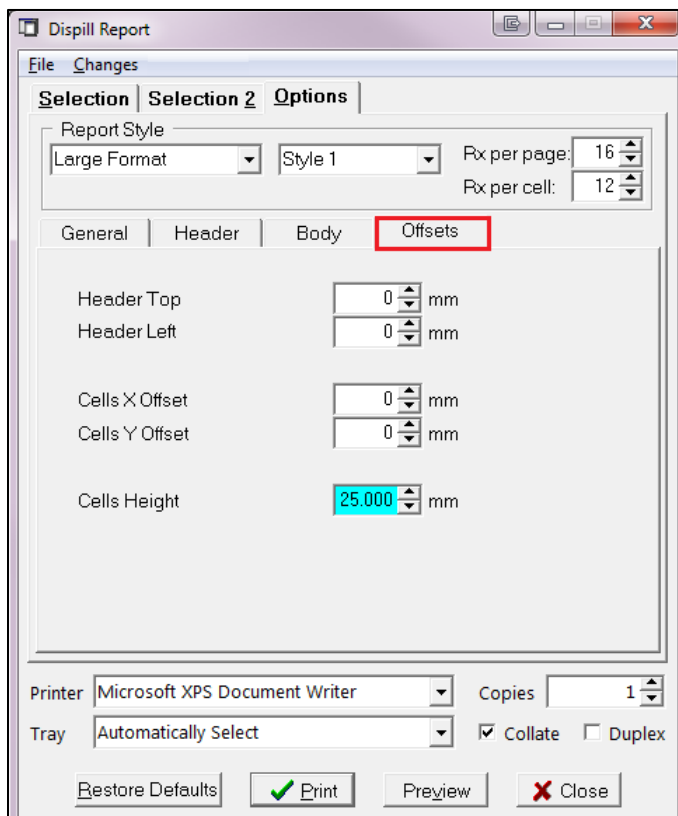 Dispill Report
File Changes
Selection Selection 2 Options
Report Style
Large Format Style 1 Rx per page: 16
Rx per cell: 12
General Header Body Offsets
Header Top 0 mm
Header Left 0 mm
Cells X Offset 0 mm
Cells Y Offset 0 mm
Cells Height 25.000 mm
Printer Microsoft XPS Document Writer Copies 1
Tray Automatically Select Collate Duplex
Restore Defaults Print Preview Close